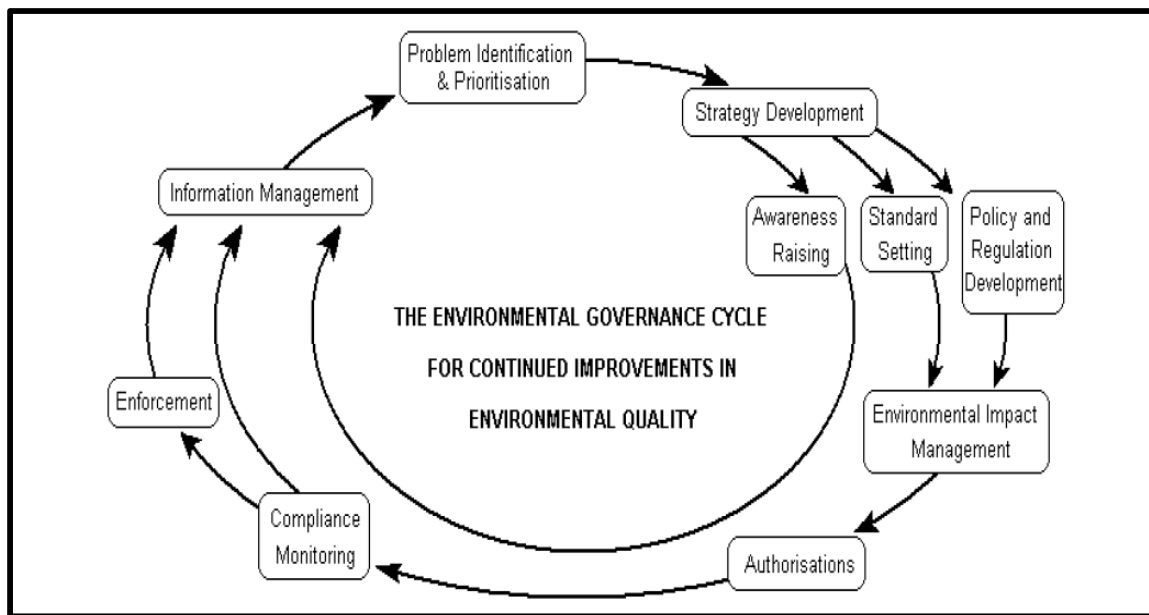 Problem Identification
& Prioritisation
Strategy Development
Information Management
Awareness
Raising
Standard
Setting
Policy and
Regulation
Development
THE ENVIRONMENTAL GOVERNANCE CYCLE
FOR CONTINUED IMPROVEMENTS IN
ENVIRONMENTAL QUALITY
Enforcement
Environmental Impact
Management
Compliance
Monitoring
Authorisations